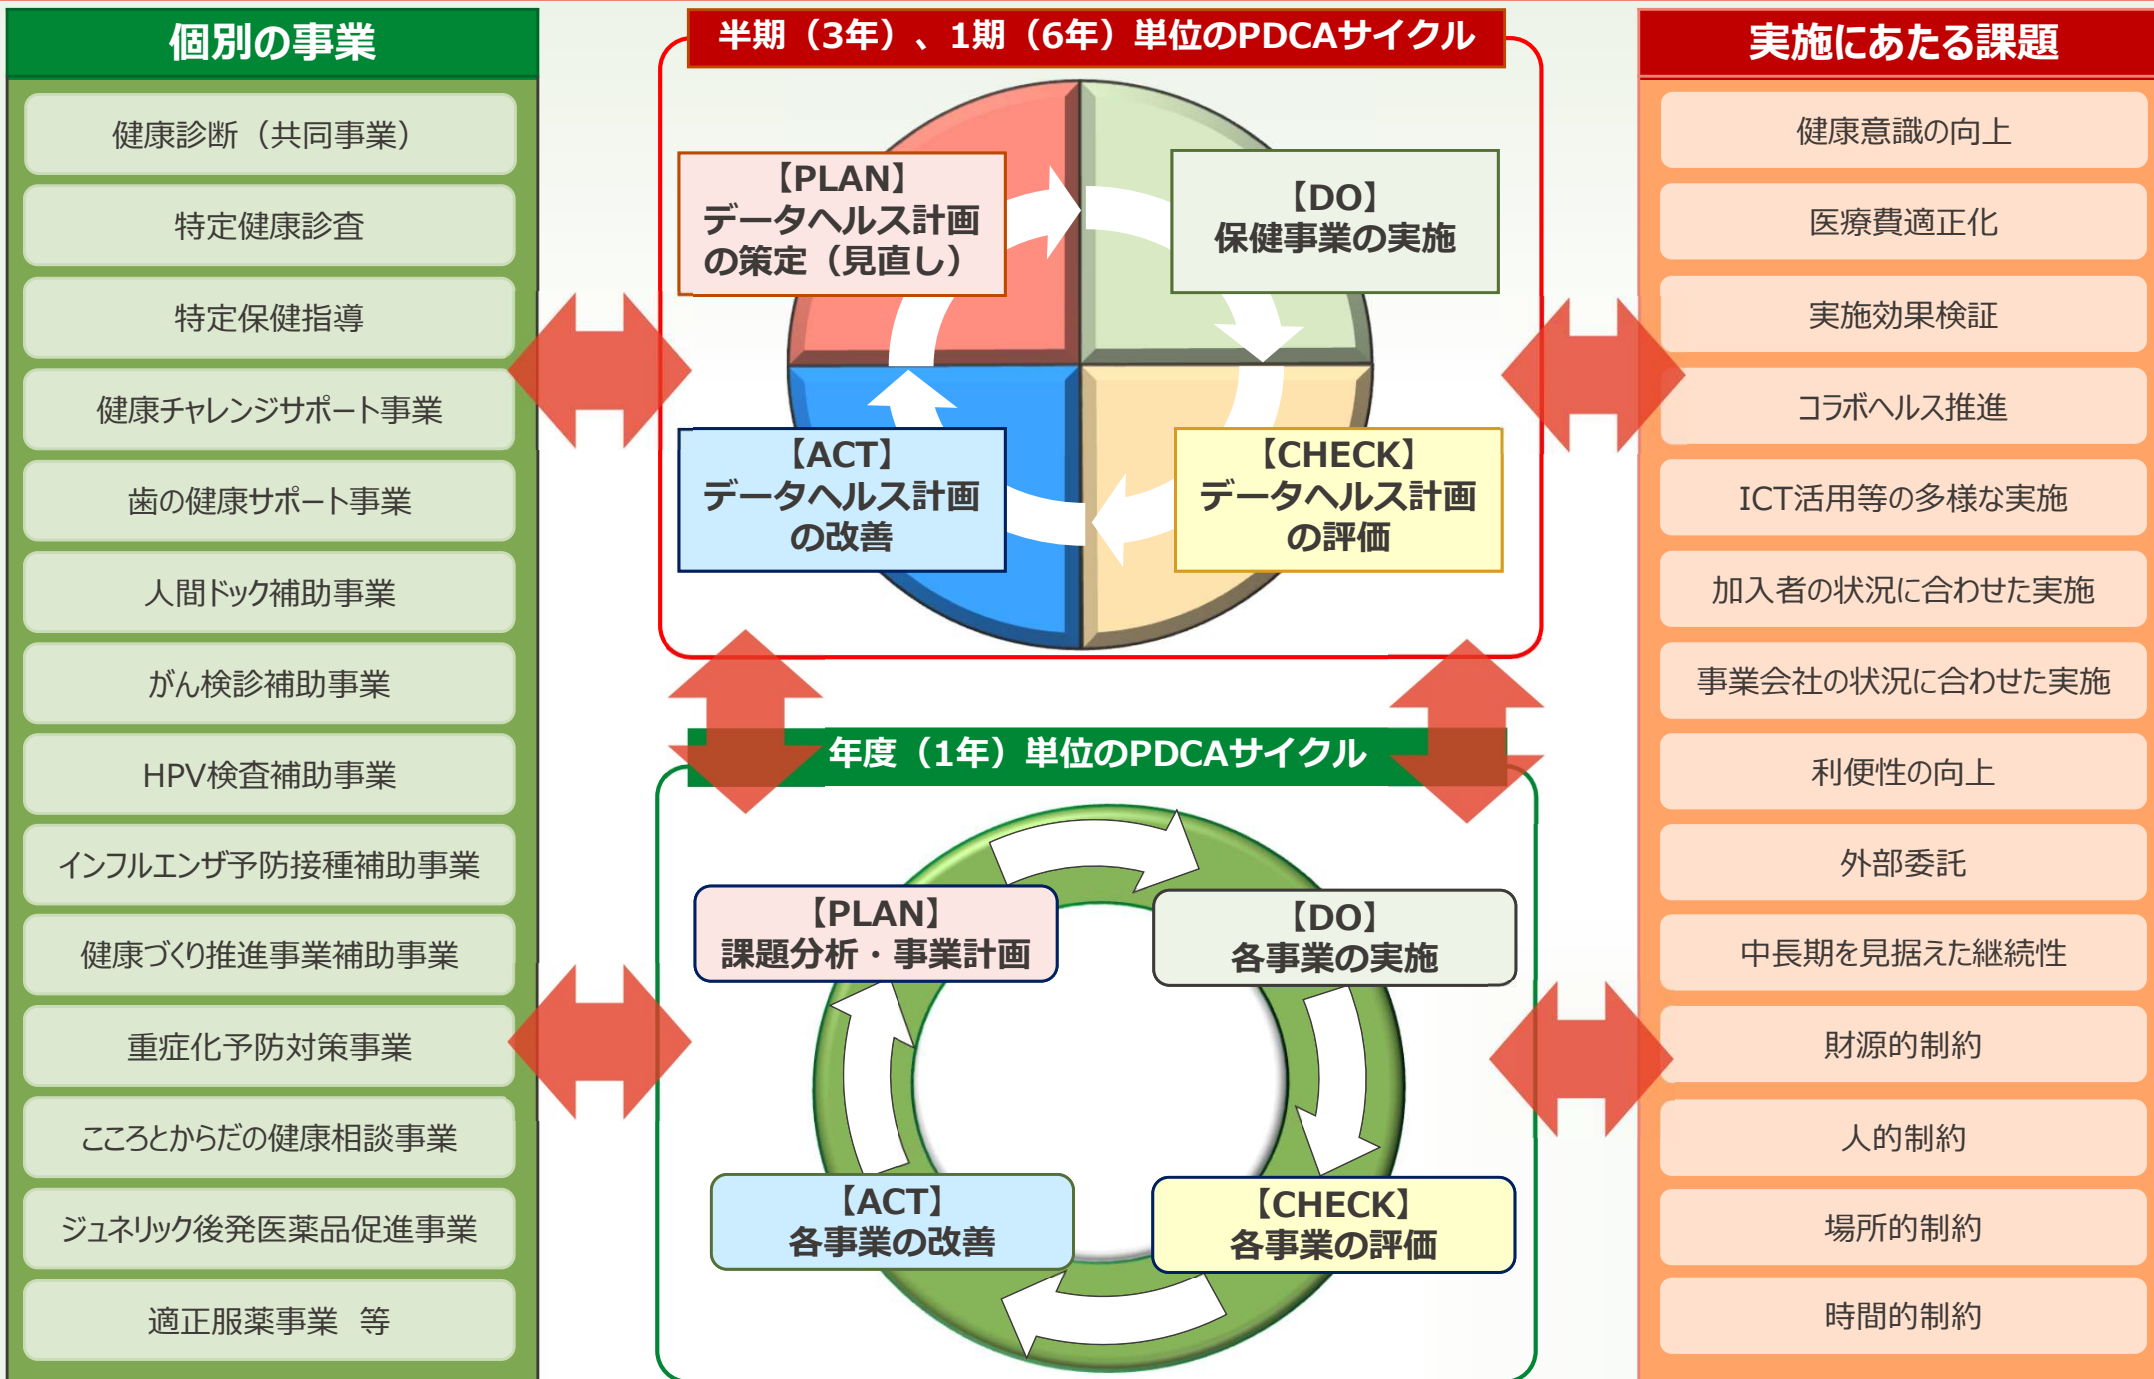 個別の事業
健康診断（共同事業）
特定健康診査
特定保健指導
健康チャレンジサポート事業
歯の健康サポート事業
人間ドック補助事業
がん検診補助事業
HPV検査補助事業
インフルエンザ予防接種補助事業
健康づくり推進事業補助事業
重症化予防対策事業
こころとからだの健康相談事業
ジェネリック後発医薬品促進事業
適正服薬事業 等
半期（3年）、1期（6年）単位のPDCAサイクル
【PLAN】
データヘルス計画
の策定（見直し）
【DO】
保健事業の実施
【ACT】
データヘルス計画
の改善
【CHECK】
データヘルス計画
の評価
年度（1年）単位のPDCAサイクル
【PLAN】
課題分析・事業計画
【DO】
各事業の実施
【ACT】
各事業の改善
【CHECK】
各事業の評価
実施にあたる課題
健康意識の向上
医療費適正化
実施効果検証
コラボヘルス推進
ICT活用等の多様な実施
加入者の状況に合わせた実施
事業会社の状況に合わせた実施
利便性の向上
外部委託
中長期を見据えた継続性
財源的制約
人的制約
場所的制約
時間的制約